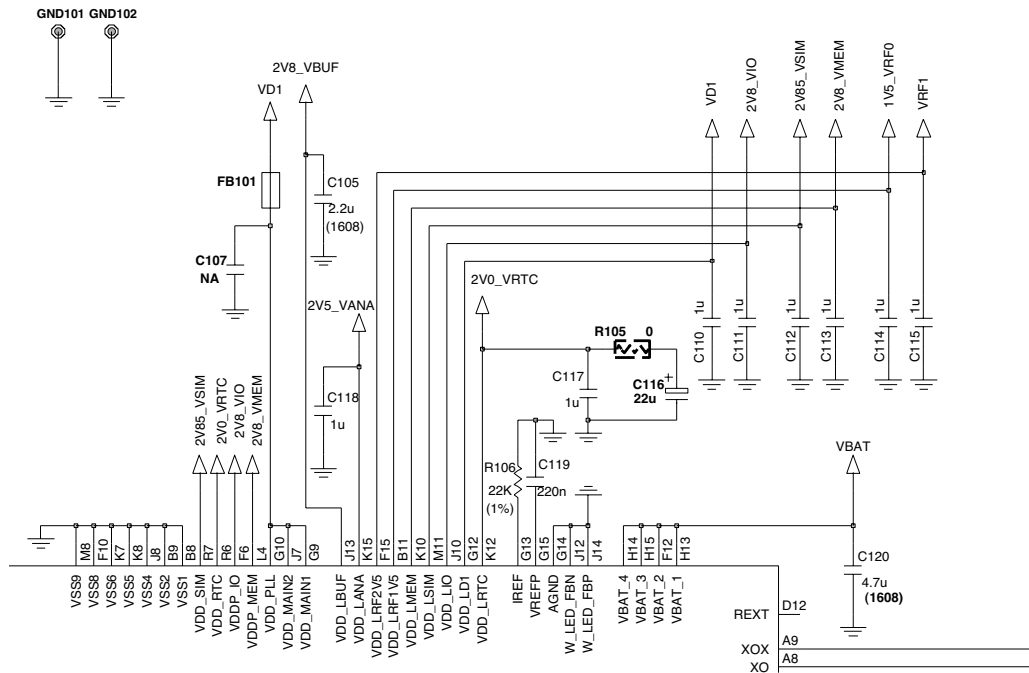 GND101 GND102
2V8_VBUF
VD1
FB101
C105
2.2u
(1608)
C107
NA
2V5_VANA
C118
1u
2V0_VRTC
R105 0
C117
1u
C116
+
22u
VD1
2V8_VIO
2V85_VSIM
2V8_VMEM
1V5_VRF0
VRF1
1u
1u
1u
1u
1u
1u
C110
C111
C112
C113
C114
C115
2V85_VSIM
2V0_VRTC
2V8_VIO
2V8_VMEM
R106
22K
(1%)
C119
220n
VBAT
C120
4.7u
(1608)
M8
F10
K7
K8
J8
B9
B8
R7
R6
F6
L4
G10
J7
G9
J13
K15
F15
B11
K10
M11
J10
G12
K12
G13
G15
G14
J12
J14
H14
H15
F12
H13
VSS9
VSS8
VSS6
VSS5
VSS4
VSS2
VSS1
VDD_SIM
VDD_RTC
VDDP_IO
VDDP_MEM
VDD_PLL
VDD_MAIN2
VDD_MAIN1
VDD_LBUF
VDD_LANA
VDD_LRF2V5
VDD_LRF1V5
VDD_LMEM
VDD_LSIM
VDD_LIO
VDD_LD1
VDD_LRTC
IREF
VREFP
AGND
W_LED_FBN
W_LED_FBP
VBAT_4
VBAT_3
VBAT_2
VBAT_1
REXT D12
XOX A9
XO A8